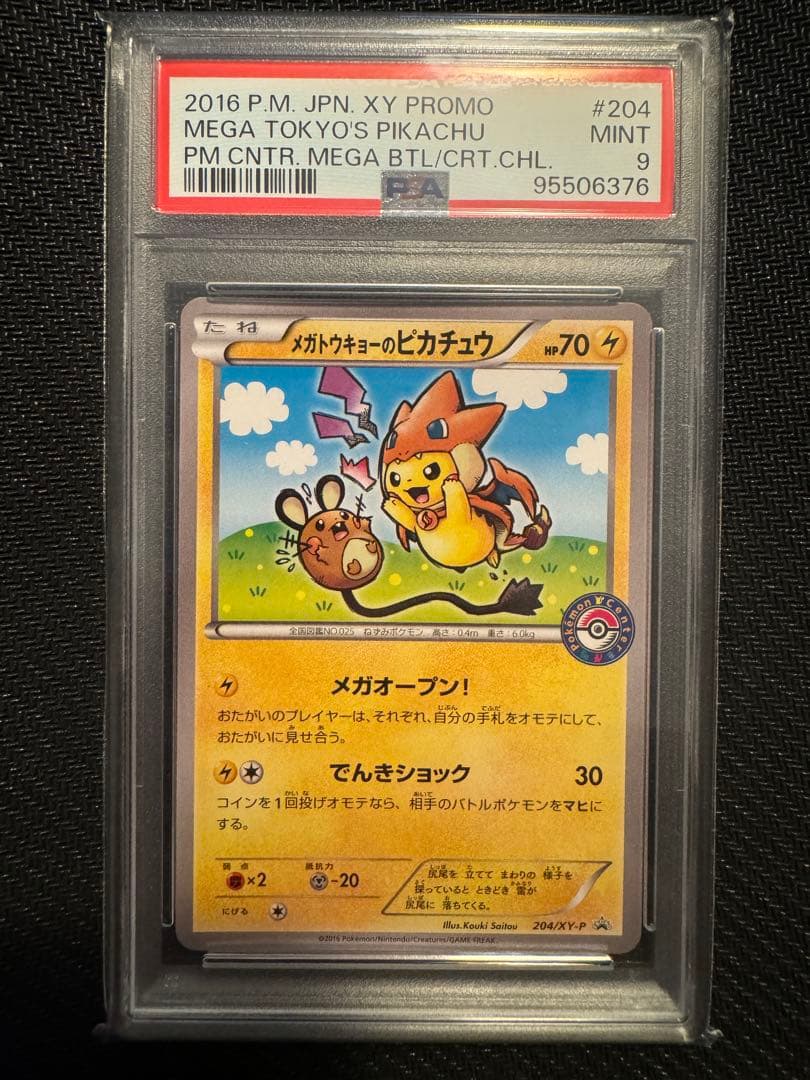 2016 P.M. JPN. XY PROMO #204
MEGA TOKYO'S PIKACHU MINT
PM CNTR. MEGA BTL/CRT.CHL. 9
PSA 95506376
たね メガトウキョーのピカチュウ HP70
Pokémon Center
全国図鑑NO.025 ねずみポケモン 高さ:0.4m 重さ:6.0kg
メガオープン!
おたがいのプレイヤーは、それぞれ、自分の手札をオモテにして、
おたがいに見せ合う。
でんきショック 30
コインを1回投げオモテなら、相手のバトルポケモンをマヒに
する。
弱点 抵抗力
×2 -20
にげる
尻尾を 立てて まわりの 様子を
探っていると ときどき 雷が
尻尾に 落ちてくる。
Illus.Kouki Saitou 204/XY-P
©2016 Pokémon/Nintendo/Creatures/GAME FREAK.